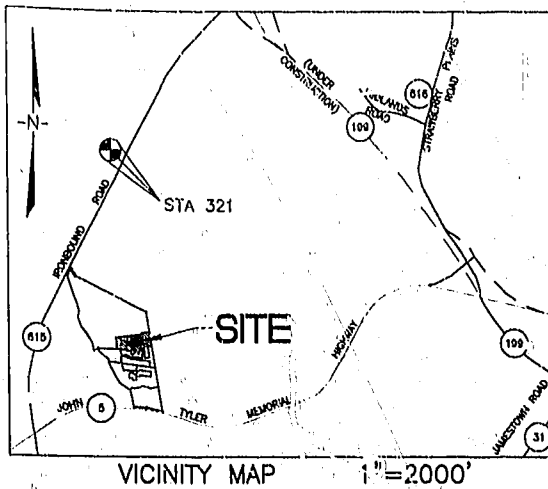 (UNDER
CONSTRUCTION)
ROAD
616
STRAWBERRY PLAINS
ROAD
199
-N-
STA 321
IRONBOUND ROAD
SITE
615
HIGHWAY
199
JOHN
5
TYLER
MEMORIAL
JAMESTOWN ROAD
31
VICINITY MAP 1"=2000'